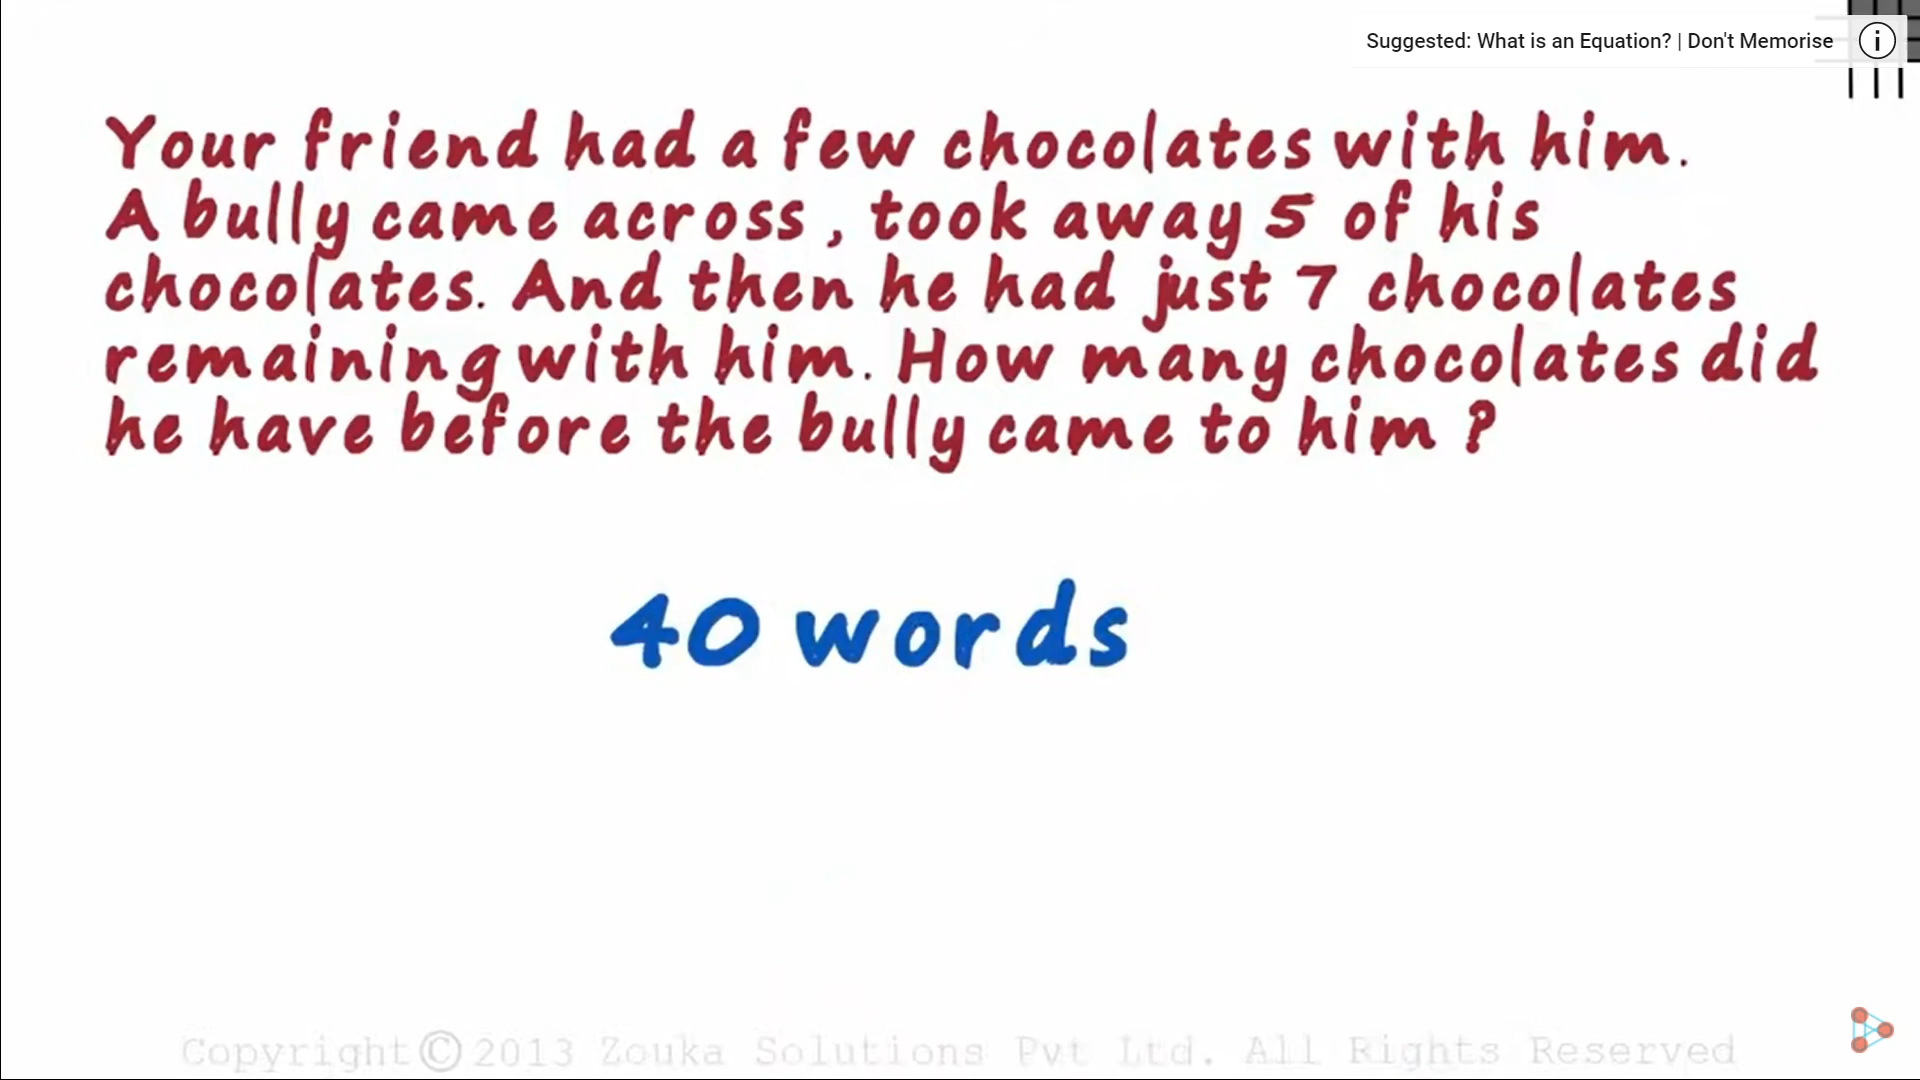 Suggested: What is an Equation? | Don't Memorise
Your friend had a few chocolates with him.
A bully came across , took away 5 of his
chocolates. And then he had just 7 chocolates
remaining with him. How many chocolates did
he have before the bully came to him ?
40 words
Copyright © 2013 Zouka Solutions Pvt Ltd. All Rights Reserved